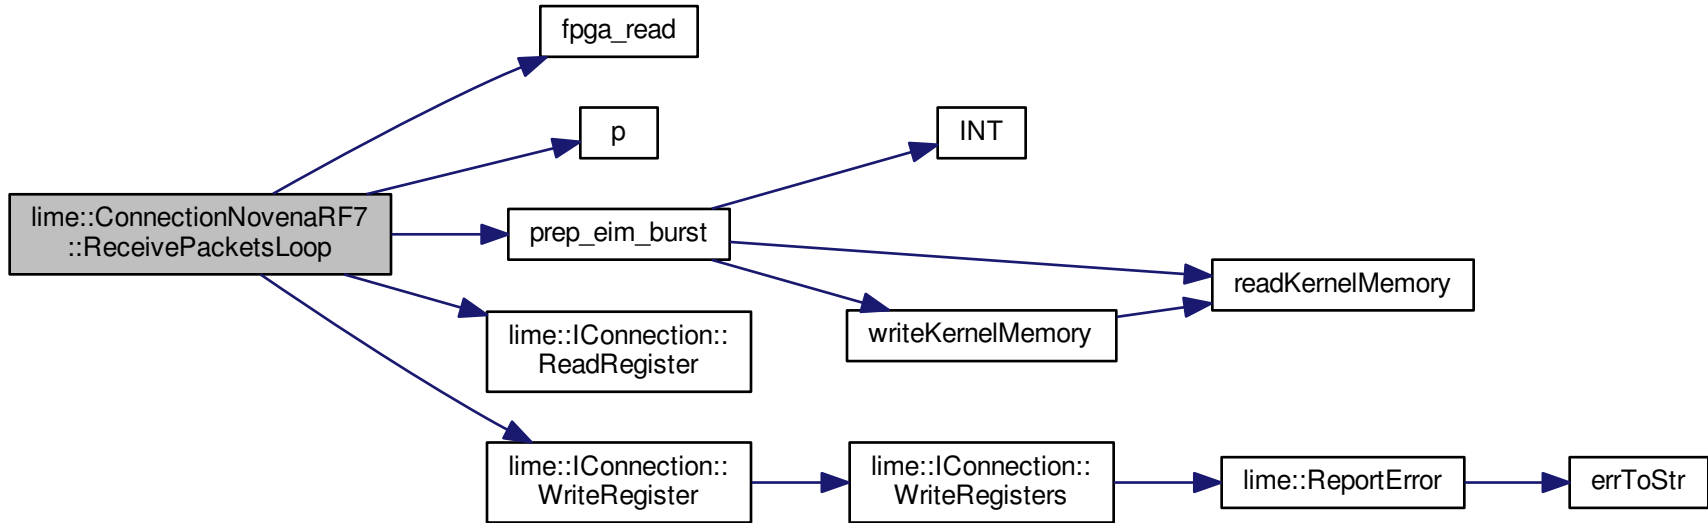 fpga_read
p
INT
lime::ConnectionNovenaRF7
::ReceivePacketsLoop
prep_eim_burst
readKernelMemory
writeKernelMemory
lime::IConnection::
ReadRegister
lime::IConnection::
WriteRegister
lime::IConnection::
WriteRegisters
lime::ReportError
errToStr